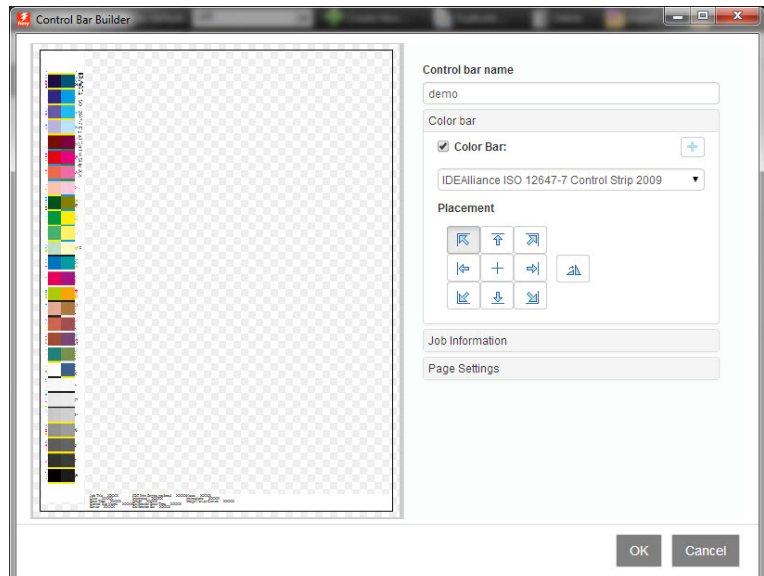 Control Bar Builder
Control bar name
demo
Color bar
Color Bar:
IDEAlliance ISO 12647-7 Control Strip 2009
Placement
Job Information
Page Settings
OK
Cancel